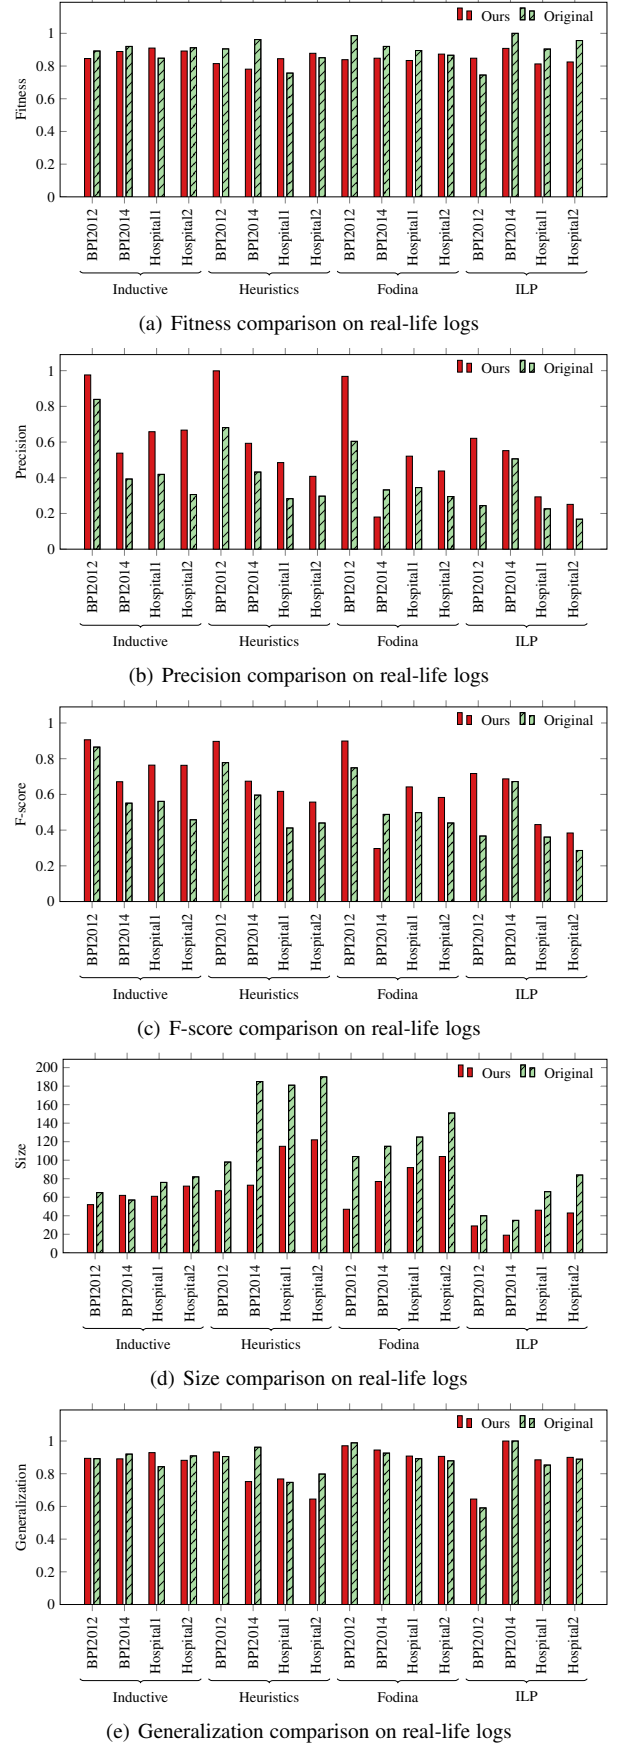 Ours Original
1
0.8
0.6
0.4
0.2
0
Fitness
BPI2012 BPI2014 Hospital1 Hospital2 BPI2012 BPI2014 Hospital1 Hospital2 BPI2012 BPI2014 Hospital1 Hospital2 BPI2012 BPI2014 Hospital1 Hospital2
Inductive Heuristics Fodina ILP
(a) Fitness comparison on real-life logs
Ours Original
1
0.8
0.6
0.4
0.2
0
Precision
BPI2012 BPI2014 Hospital1 Hospital2 BPI2012 BPI2014 Hospital1 Hospital2 BPI2012 BPI2014 Hospital1 Hospital2 BPI2012 BPI2014 Hospital1 Hospital2
Inductive Heuristics Fodina ILP
(b) Precision comparison on real-life logs
Ours Original
1
0.8
0.6
0.4
0.2
0
F-score
BPI2012 BPI2014 Hospital1 Hospital2 BPI2012 BPI2014 Hospital1 Hospital2 BPI2012 BPI2014 Hospital1 Hospital2 BPI2012 BPI2014 Hospital1 Hospital2
Inductive Heuristics Fodina ILP
(c) F-score comparison on real-life logs
Ours Original
200
180
160
140
120
100
80
60
40
20
0
Size
BPI2012 BPI2014 Hospital1 Hospital2 BPI2012 BPI2014 Hospital1 Hospital2 BPI2012 BPI2014 Hospital1 Hospital2 BPI2012 BPI2014 Hospital1 Hospital2
Inductive Heuristics Fodina ILP
(d) Size comparison on real-life logs
Ours Original
1
0.8
0.6
0.4
0.2
0
Generalization
BPI2012 BPI2014 Hospital1 Hospital2 BPI2012 BPI2014 Hospital1 Hospital2 BPI2012 BPI2014 Hospital1 Hospital2 BPI2012 BPI2014 Hospital1 Hospital2
Inductive Heuristics Fodina ILP
(e) Generalization comparison on real-life logs